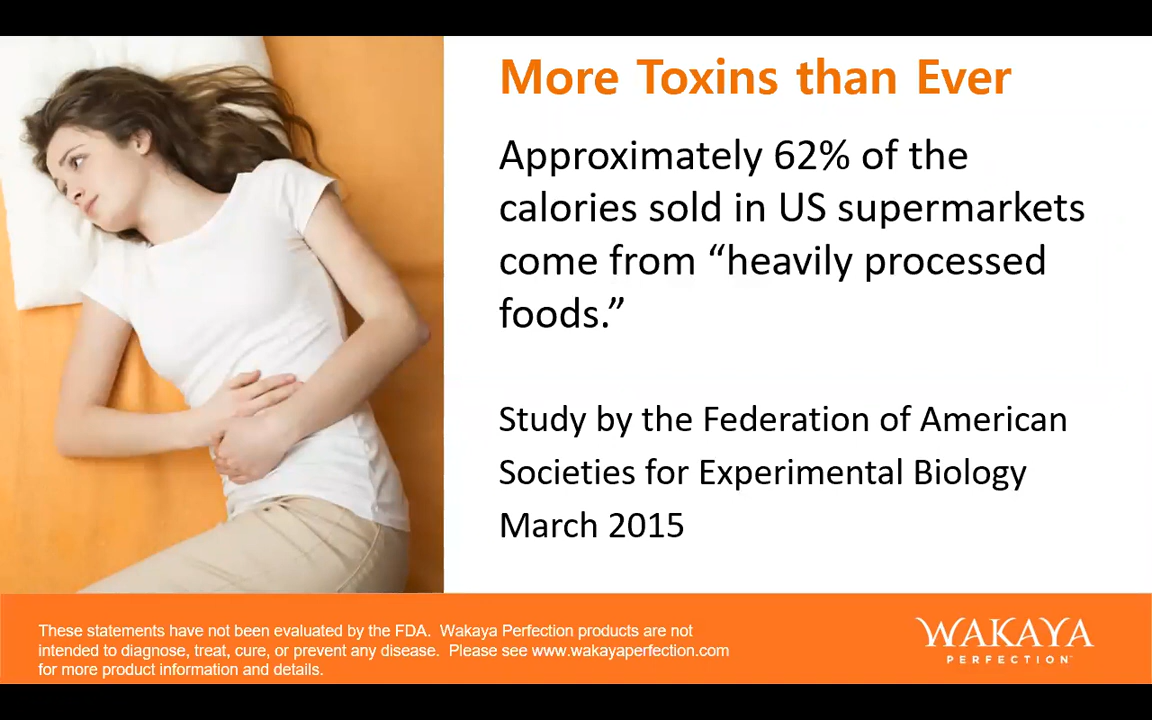 More Toxins than Ever
Approximately 62% of the
calories sold in US supermarkets
come from “heavily processed
foods.”
Study by the Federation of American
Societies for Experimental Biology
March 2015
These statements have not been evaluated by the FDA.  Wakaya Perfection products are not
intended to diagnose, treat, cure, or prevent any disease.  Please see www.wakayaperfection.com
for more product information and details.
WAKAYA
PERFECTION™